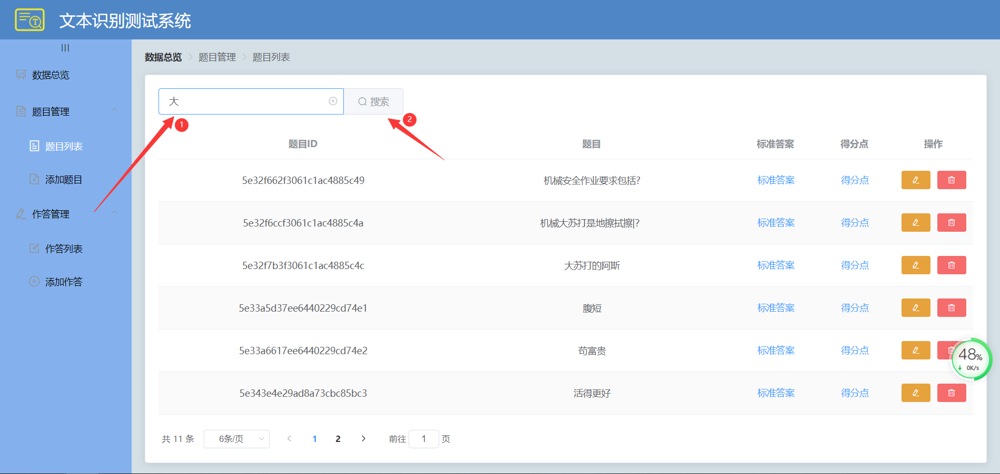 文本识别测试系统
数据总览
题目管理
题目列表
添加题目
作答管理
作答列表
添加作答
数据总览 题目管理 题目列表
大 搜索
1 2
题目ID 题目 标准答案 得分点 操作
5e32f662f3061c1ac4885c49 机械安全作业要求包括? 标准答案 得分点
5e32f6ccf3061c1ac4885c4a 机械大苏打是地擦拭擦|? 标准答案 得分点
5e32f7b3f3061c1ac4885c4c 大苏打的阿斯 标准答案 得分点
5e33a5d37ee6440229cd74e1 腹短 标准答案 得分点
5e33a6617ee6440229cd74e2 苟富贵 标准答案 得分点
48%
0K/s
5e343e4e29ad8a73cbc85bc3 活得更好 标准答案 得分点
共 11 条 6条/页 1 2 前往 1 页